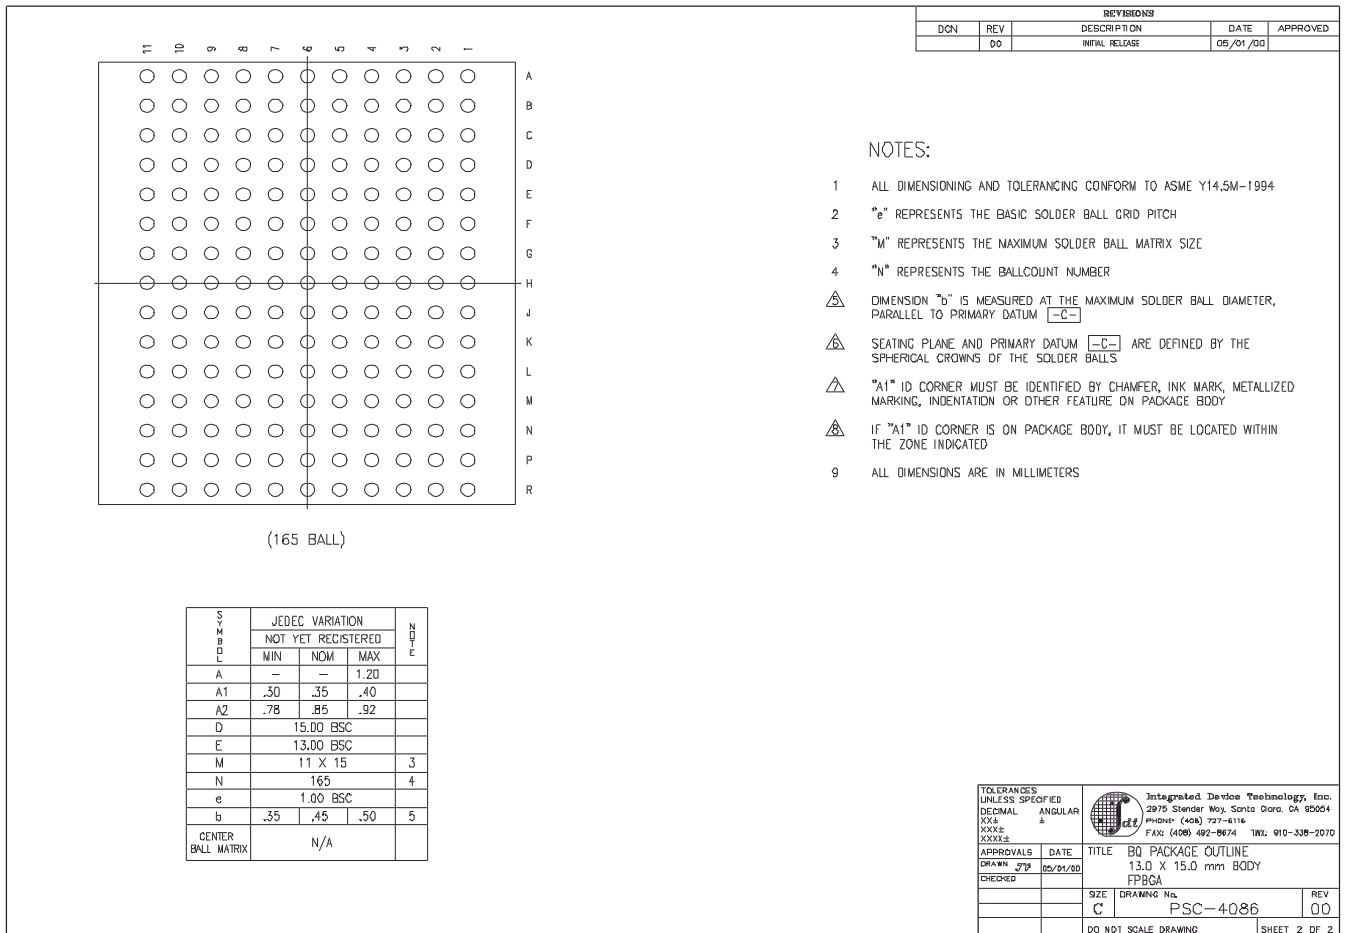 REVISIONS
DCN REV DESCRIPTION DATE APPROVED
00 INITIAL RELEASE 05/01/00
11 10 9 8 7 6 5 4 3 2 1
A
B
C
D
E
F
G
H
J
K
L
M
N
P
R
(165 BALL)
NOTES:
1 ALL DIMENSIONING AND TOLERANCING CONFORM TO ASME Y14.5M-1994
2 "e" REPRESENTS THE BASIC SOLDER BALL GRID PITCH
3 "M" REPRESENTS THE MAXIMUM SOLDER BALL MATRIX SIZE
4 "N" REPRESENTS THE BALLCOUNT NUMBER
5 DIMENSION "b" IS MEASURED AT THE MAXIMUM SOLDER BALL DIAMETER,
PARALLEL TO PRIMARY DATUM -C-
6 SEATING PLANE AND PRIMARY DATUM -C- ARE DEFINED BY THE
SPHERICAL CROWNS OF THE SOLDER BALLS
7 "A1" ID CORNER MUST BE IDENTIFIED BY CHAMFER, INK MARK, METALLIZED
MARKING, INDENTATION OR OTHER FEATURE ON PACKAGE BODY
8 IF "A1" ID CORNER IS ON PACKAGE BODY, IT MUST BE LOCATED WITHIN
THE ZONE INDICATED
9 ALL DIMENSIONS ARE IN MILLIMETERS
SYMBOL JEDEC VARIATION NOTE
NOT YET REGISTERED
MIN NOM MAX
A – – 1.20
A1 .30 .35 .40
A2 .78 .85 .92
D 15.00 BSC
E 13.00 BSC
M 11 X 15 3
N 165 4
e 1.00 BSC
b .35 .45 .50 5
CENTER
BALL MATRIX N/A
TOLERANCES
UNLESS SPECIFIED
DECIMAL ANGULAR
XX± ±
XXX±
XXXX±
idt
Integrated Device Technology, Inc.
2975 Stender Way, Santa Clara, CA 95054
PHONE: (408) 727-6116
FAX: (408) 492-8674 TWX: 910-338-2070
APPROVALS DATE
DRAWN 05/01/00
CHECKED
TITLE BQ PACKAGE OUTLINE
13.0 X 15.0 mm BODY
FPBGA
SIZE DRAWING No. REV
C PSC-4086 00
DO NOT SCALE DRAWING SHEET 2 OF 2